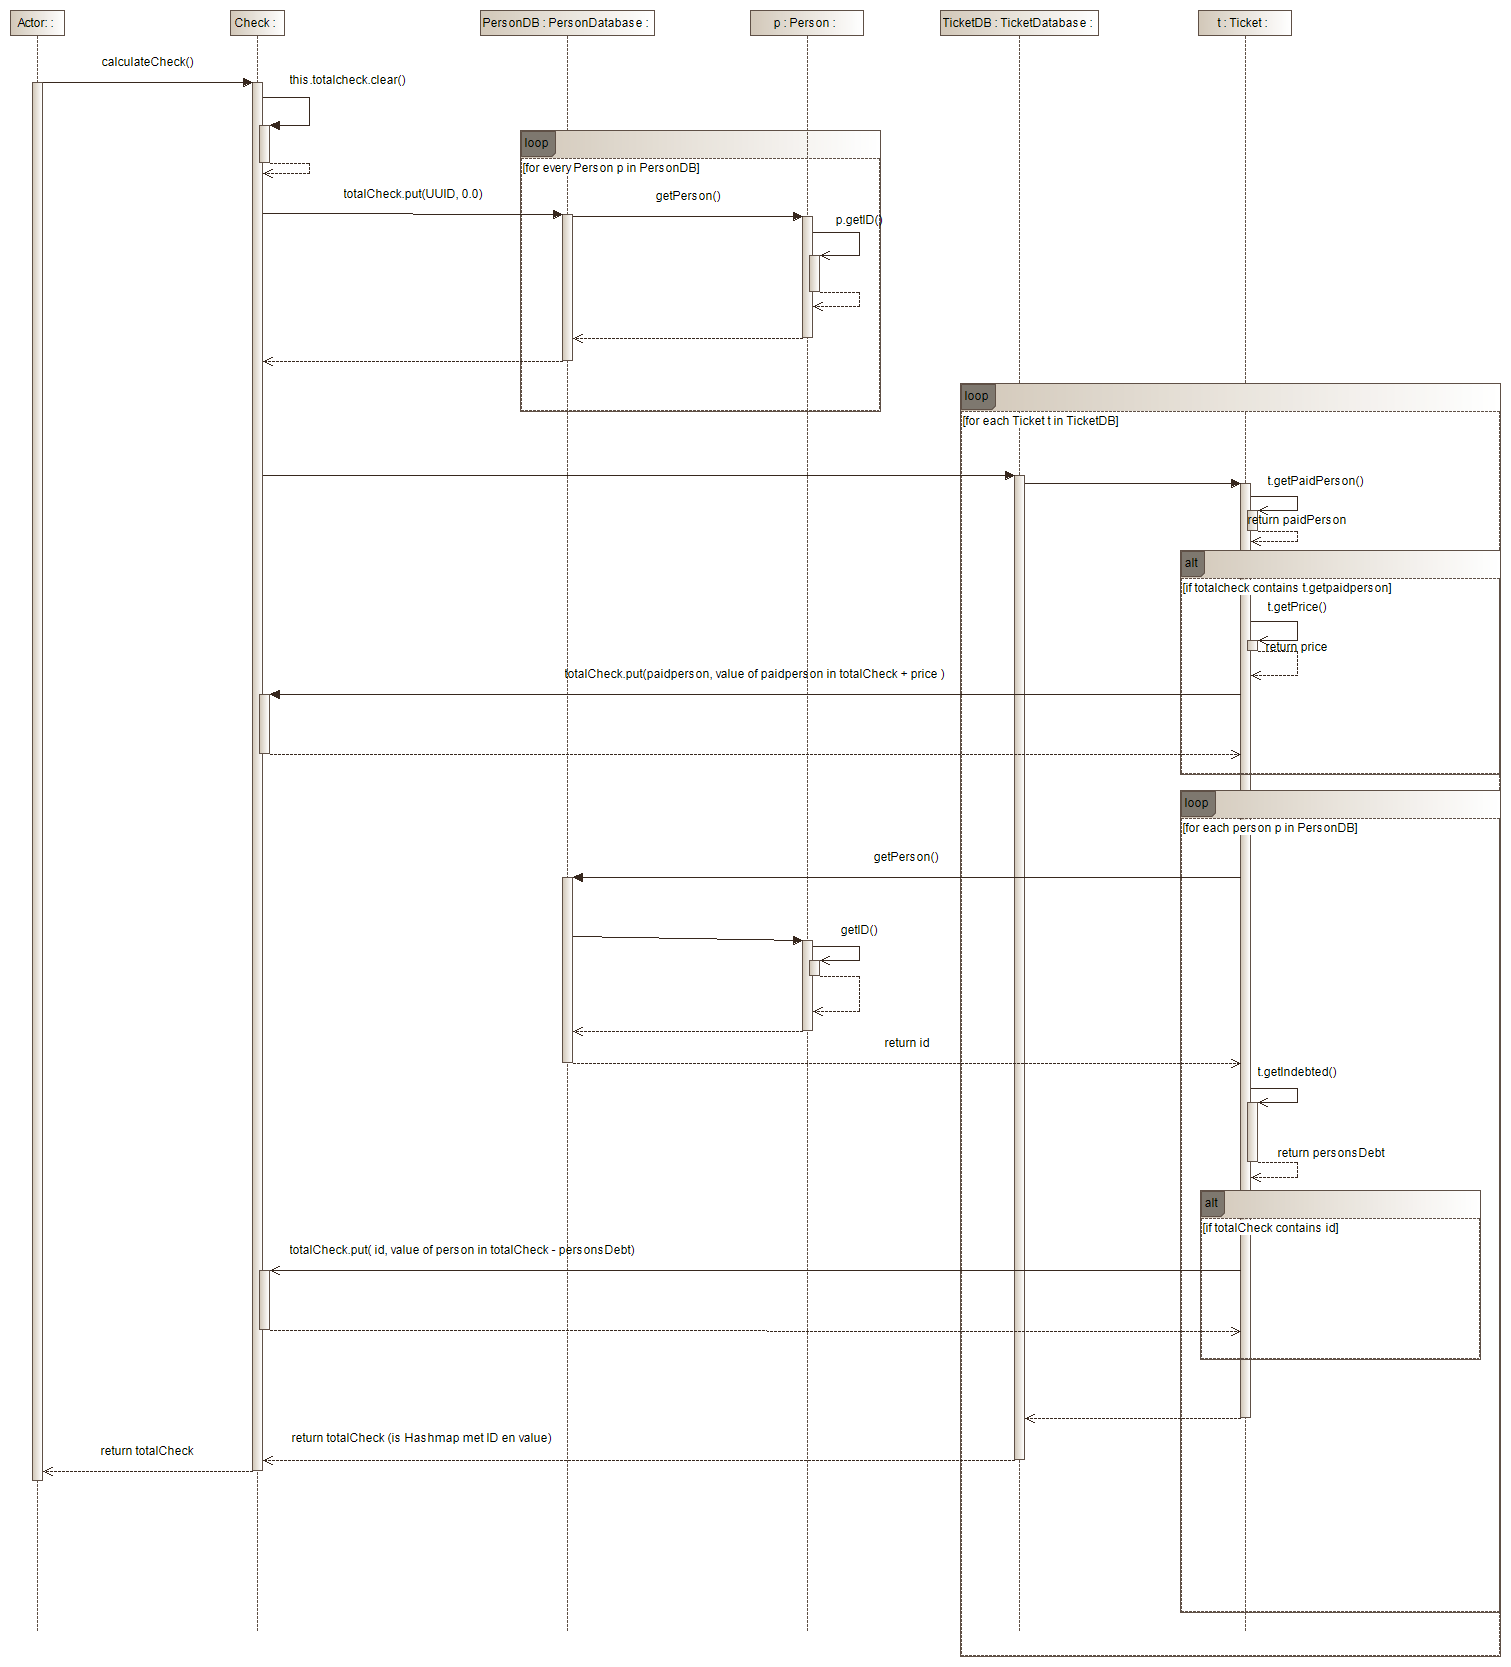 Actor: :
Check :
PersonDB : PersonDatabase :
p : Person :
TicketDB : TicketDatabase :
t : Ticket :
calculateCheck()
this.totalcheck.clear()
loop
[for every Person p in PersonDB]
totalCheck.put(UUID, 0.0)
getPerson()
p.getID()
loop
[for each Ticket t in TicketDB]
t.getPaidPerson()
return paidPerson
alt
[if totalcheck contains t.getpaidperson]
t.getPrice()
return price
totalCheck.put(paidperson, value of paidperson in totalCheck + price )
loop
[for each person p in PersonDB]
getPerson()
getID()
return id
t.getIndebted()
return personsDebt
alt
[if totalCheck contains id]
totalCheck.put( id, value of person in totalCheck - personsDebt)
return totalCheck (is Hashmap met ID en value)
return totalCheck